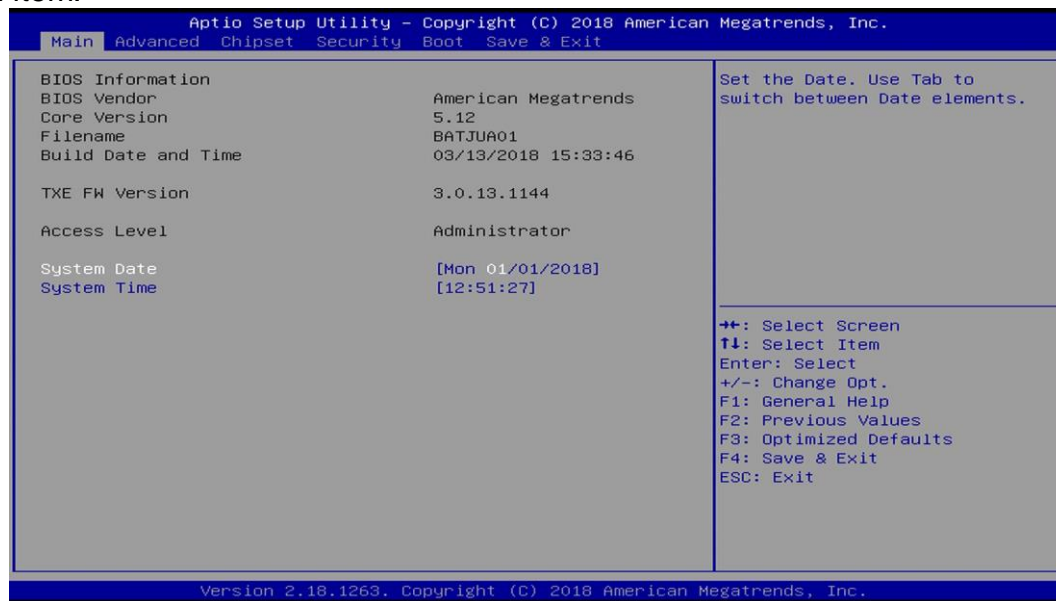 Aptio Setup Utility – Copyright (C) 2018 American Megatrends, Inc.
Main Advanced Chipset Security Boot Save & Exit
BIOS Information
BIOS Vendor American Megatrends
Core Version 5.12
Filename BATJUA01
Build Date and Time 03/13/2018 15:33:46
TXE FW Version 3.0.13.1144
Access Level Administrator
System Date [Mon 01/01/2018]
System Time [12:51:27]
Set the Date. Use Tab to
switch between Date elements.
→←: Select Screen
↑↓: Select Item
Enter: Select
+/-: Change Opt.
F1: General Help
F2: Previous Values
F3: Optimized Defaults
F4: Save & Exit
ESC: Exit
Version 2.18.1263. Copyright (C) 2018 American Megatrends, Inc.